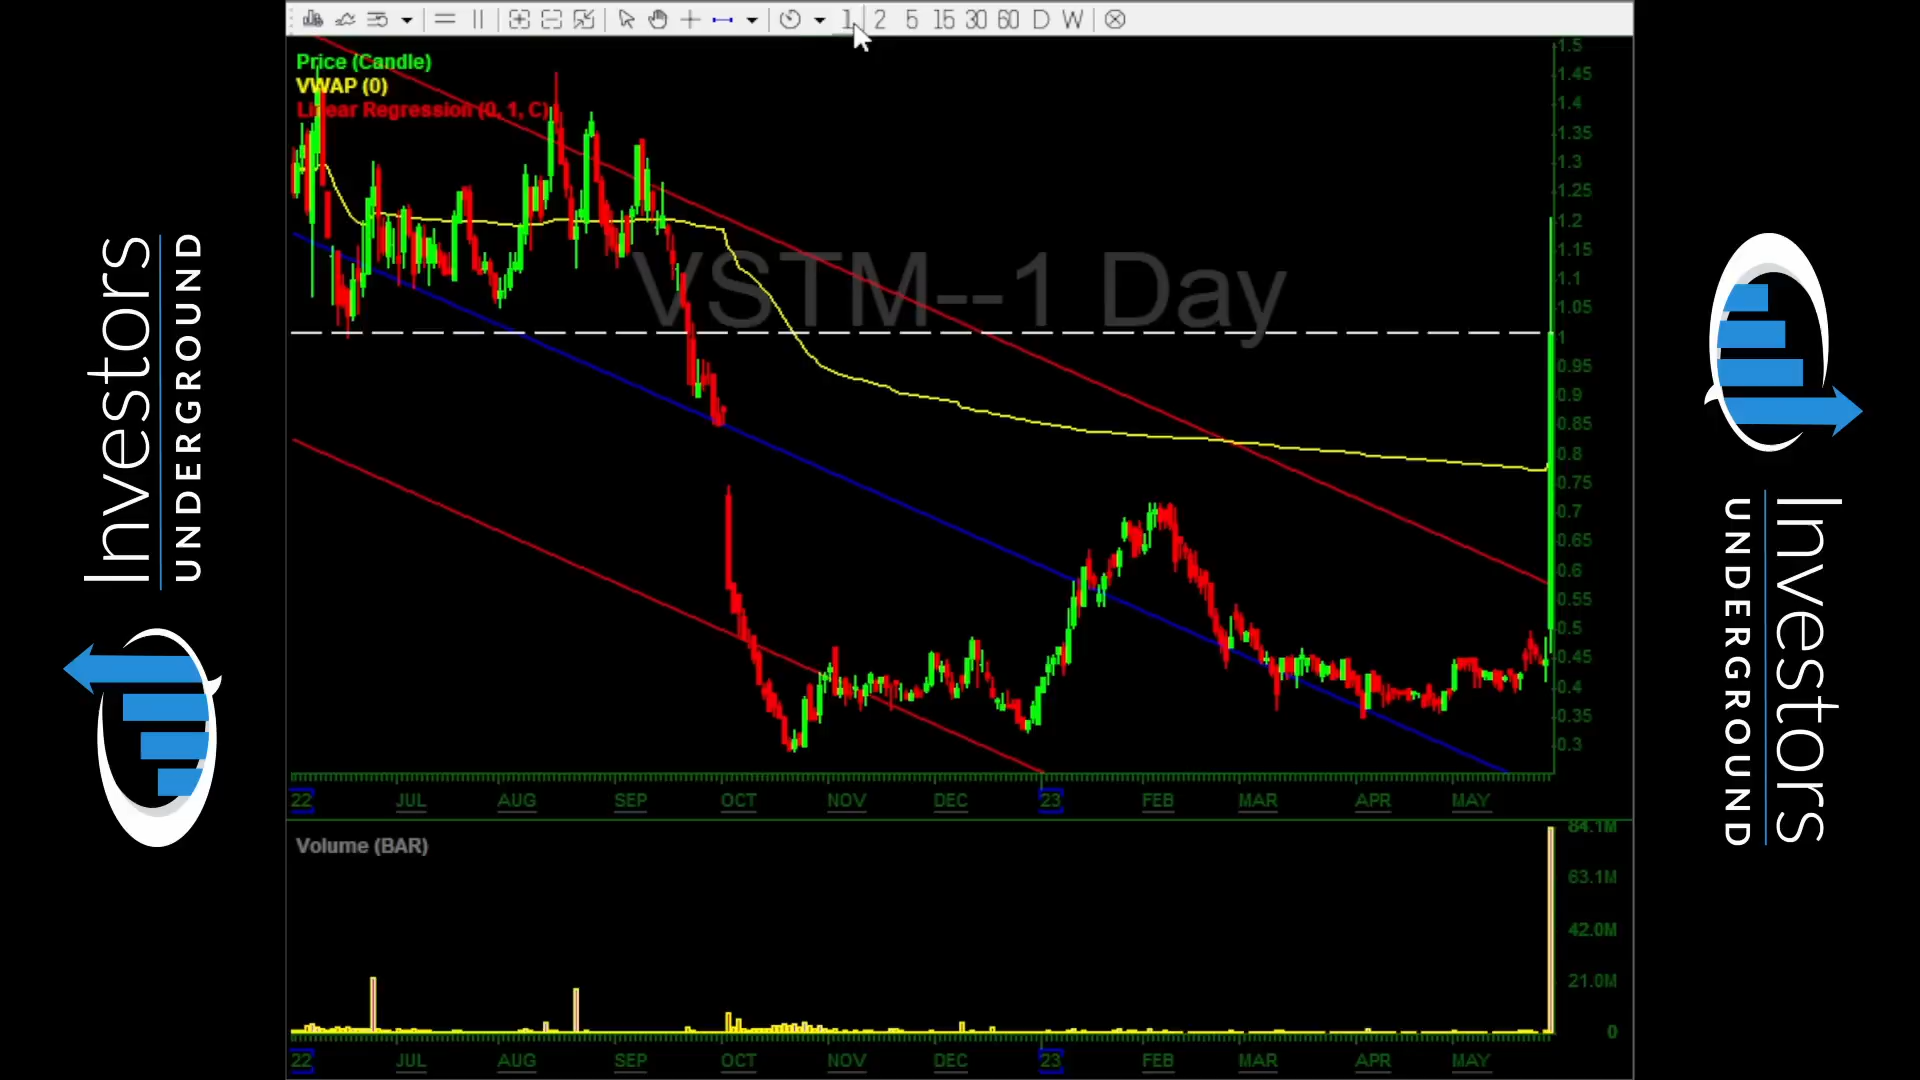 1 2 5 15 30 60 D W
Price (Candle)
VWAP (0)
Linear Regression (0, 1, C)
VSTM--1 Day
1.5
1.45
1.4
1.35
1.3
1.25
1.2
1.15
1.1
1.05
1
0.95
0.9
0.85
0.8
0.75
0.7
0.65
0.6
0.55
0.5
0.45
0.4
0.35
0.3
22 JUL AUG SEP OCT NOV DEC 23 FEB MAR APR MAY
Volume (BAR)
84.1M
63.1M
42.0M
21.0M
0
22 JUL AUG SEP OCT NOV DEC 23 FEB MAR APR MAY
Investors
UNDERGROUND
Investors
UNDERGROUND